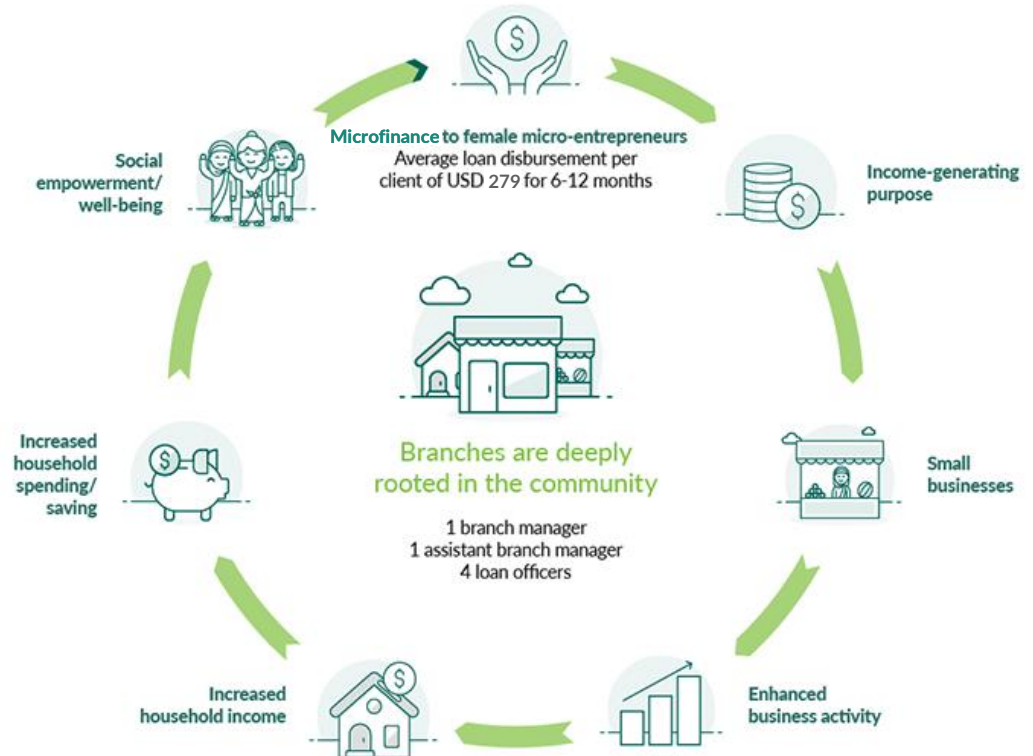 Microfinance to female micro-entrepreneurs
Average loan disbursement per
client of USD 279 for 6-12 months
Income-generating
purpose
Small
businesses
Enhanced
business activity
Increased
household income
Increased
household
spending/
saving
Social
empowerment/
well-being
Branches are deeply
rooted in the community
1 branch manager
1 assistant branch manager
4 loan officers